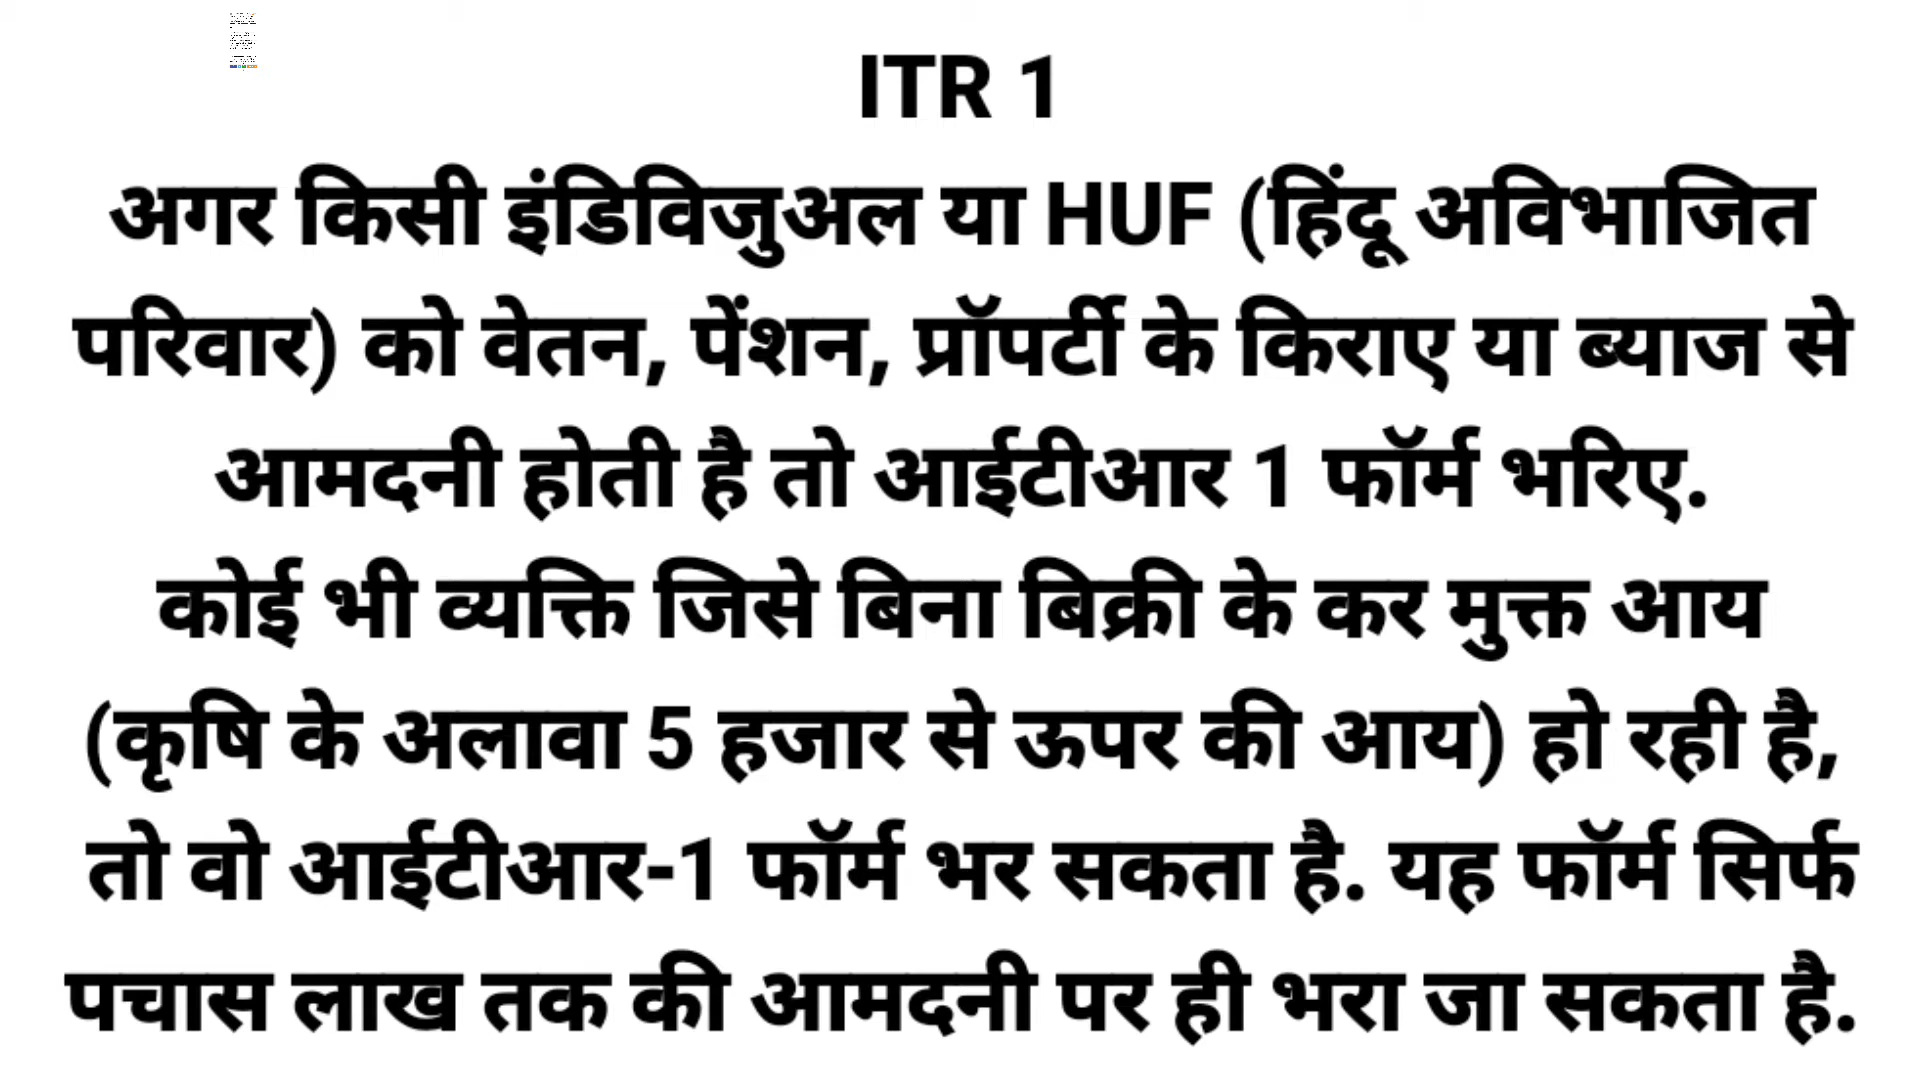 ITR 1
अगर किसी इंडिविजुअल या HUF (हिंदू अविभाजित
परिवार) को वेतन, पेंशन, प्रॉपर्टी के किराए या ब्याज से
आमदनी होती है तो आईटीआर 1 फॉर्म भरिए.
कोई भी व्यक्ति जिसे बिना बिक्री के कर मुक्त आय
(कृषि के अलावा 5 हजार से ऊपर की आय) हो रही है,
तो वो आईटीआर-1 फॉर्म भर सकता है. यह फॉर्म सिर्फ
पचास लाख तक की आमदनी पर ही भरा जा सकता है.